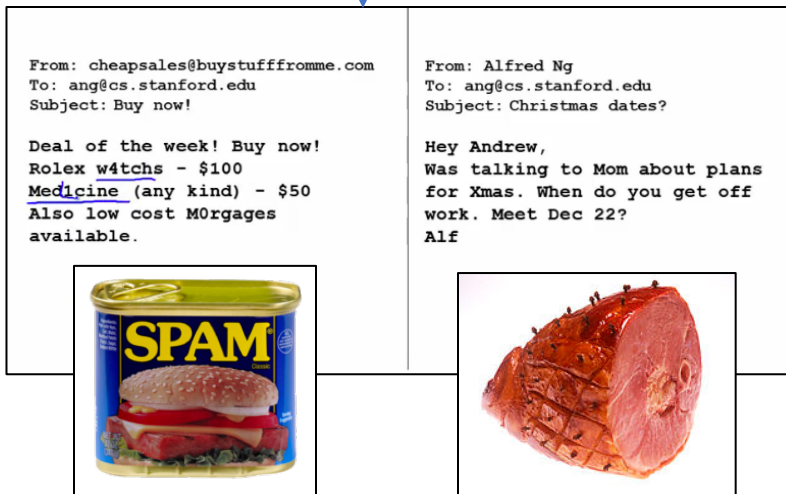 From: cheapsales@buystufffromme.com
To: ang@cs.stanford.edu
Subject: Buy now!
Deal of the week! Buy now!
Rolex w4tchs - $100
Med1cine (any kind) - $50
Also low cost M0rgages
available.
From: Alfred Ng
To: ang@cs.stanford.edu
Subject: Christmas dates?
Hey Andrew,
Was talking to Mom about plans
for Xmas. When do you get off
work. Meet Dec 22?
Alf
SPAM®
Classic